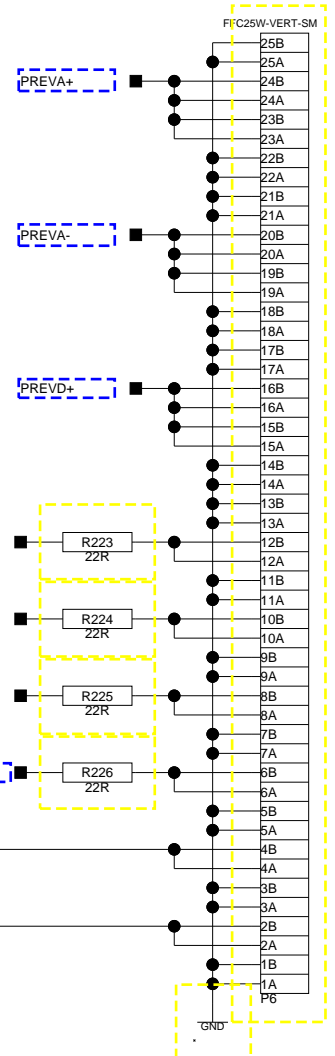 FFC25W-VERT-SM
25B
25A
PREVA+
24B
24A
23B
23A
22B
22A
21B
21A
PREVA-
20B
20A
19B
19A
18B
18A
17B
17A
PREVD+
16B
16A
15B
15A
14B
14A
13B
13A
R223
12B
22R
12A
11B
11A
R224
10B
22R
10A
9B
9A
R225
8B
22R
8A
7B
7A
R226
6B
22R
6A
5B
5A
4B
4A
3B
3A
2B
2A
1B
1A
P6
GND